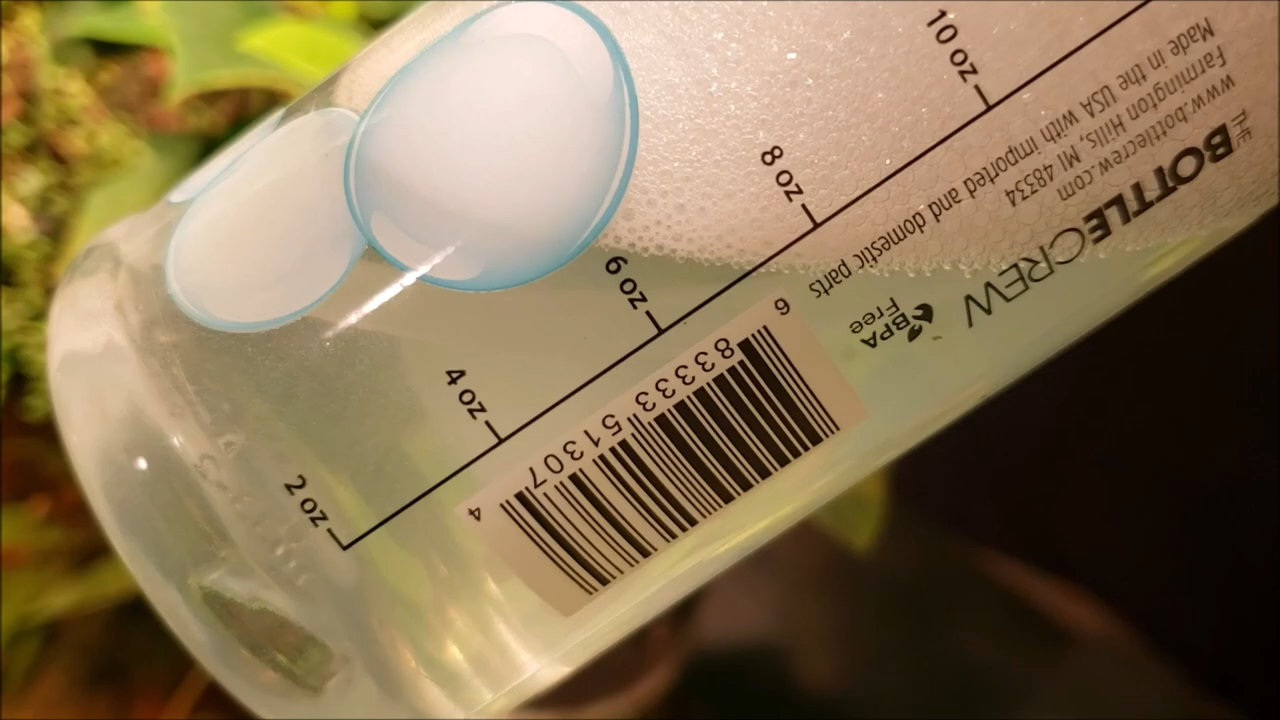 10 oz
8 oz
6 oz
4 oz
2 oz
THE BOTTLECREW
www.bottlecrew.com
Farmington Hills, MI 48334
Made in the USA with imported and domestic parts
BPA
Free
6 83333 51307 4